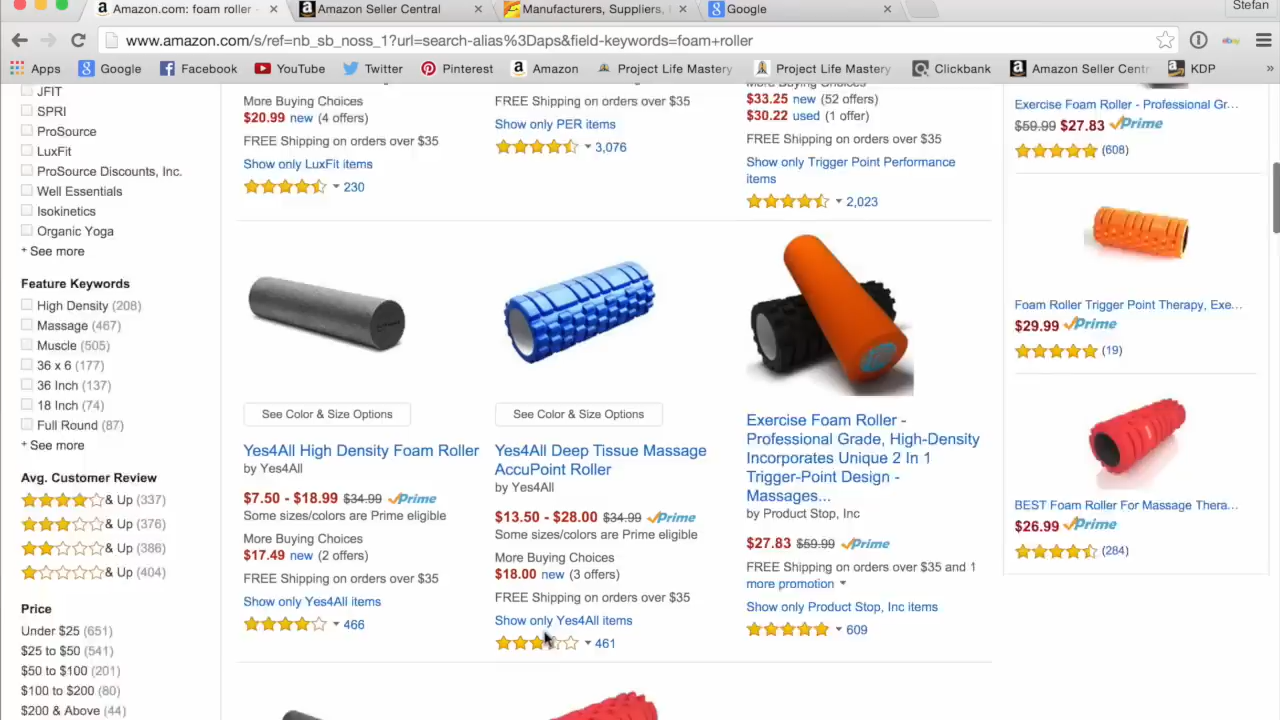 Amazon.com: foam roller
Amazon Seller Central
Manufacturers, Suppliers,
Google
Stefan
www.amazon.com/s/ref=nb_sb_noss_1?url=search-alias%3Daps&field-keywords=foam+roller
Apps
Google
Facebook
YouTube
Twitter
Pinterest
Amazon
Project Life Mastery
Project Life Mastery
Clickbank
Amazon Seller Centr
KDP
»
JFIT
SPRI
ProSource
LuxFit
ProSource Discounts, Inc.
Well Essentials
Isokinetics
Organic Yoga
+ See more
Feature Keywords
High Density (208)
Massage (467)
Muscle (505)
36 x 6 (177)
36 Inch (137)
18 Inch (74)
Full Round (87)
+ See more
Avg. Customer Review
& Up (337)
& Up (376)
& Up (386)
& Up (404)
Price
Under $25 (651)
$25 to $50 (541)
$50 to $100 (201)
$100 to $200 (80)
$200 & Above (44)
More Buying Choices
$20.99 new (4 offers)
FREE Shipping on orders over $35
Show only LuxFit items
230
FREE Shipping on orders over $35
Show only PER items
3,076
More Buying Choices
$33.25 new (52 offers)
$30.22 used (1 offer)
FREE Shipping on orders over $35
Show only Trigger Point Performance
items
2,023
See Color & Size Options
Yes4All High Density Foam Roller
by Yes4All
$7.50 - $18.99 $34.99 Prime
Some sizes/colors are Prime eligible
More Buying Choices
$17.49 new (2 offers)
FREE Shipping on orders over $35
Show only Yes4All items
466
See Color & Size Options
Yes4All Deep Tissue Massage
AccuPoint Roller
by Yes4All
$13.50 - $28.00 $34.99 Prime
Some sizes/colors are Prime eligible
More Buying Choices
$18.00 new (3 offers)
FREE Shipping on orders over $35
Show only Yes4All items
461
Exercise Foam Roller -
Professional Grade, High-Density
Incorporates Unique 2 In 1
Trigger-Point Design -
Massages...
by Product Stop, Inc
$27.83 $59.99 Prime
FREE Shipping on orders over $35 and 1
more promotion
Show only Product Stop, Inc items
609
Exercise Foam Roller - Professional Gr...
$59.99 $27.83 Prime
(608)
Foam Roller Trigger Point Therapy, Exe...
$29.99 Prime
(19)
BEST Foam Roller For Massage Thera...
$26.99 Prime
(284)